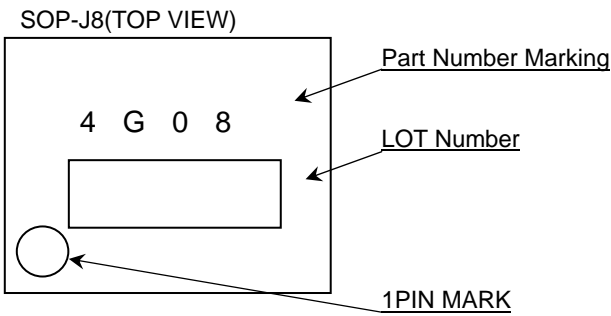 SOP-J8(TOP VIEW)
Part Number Marking
4 G 0 8
LOT Number
1PIN MARK